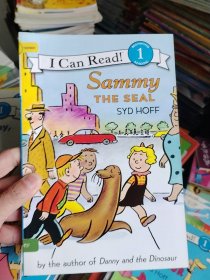 I Can Read!
1
Sammy
THE SEAL
SYD HOFF
by the author of Danny and the Dinosaur